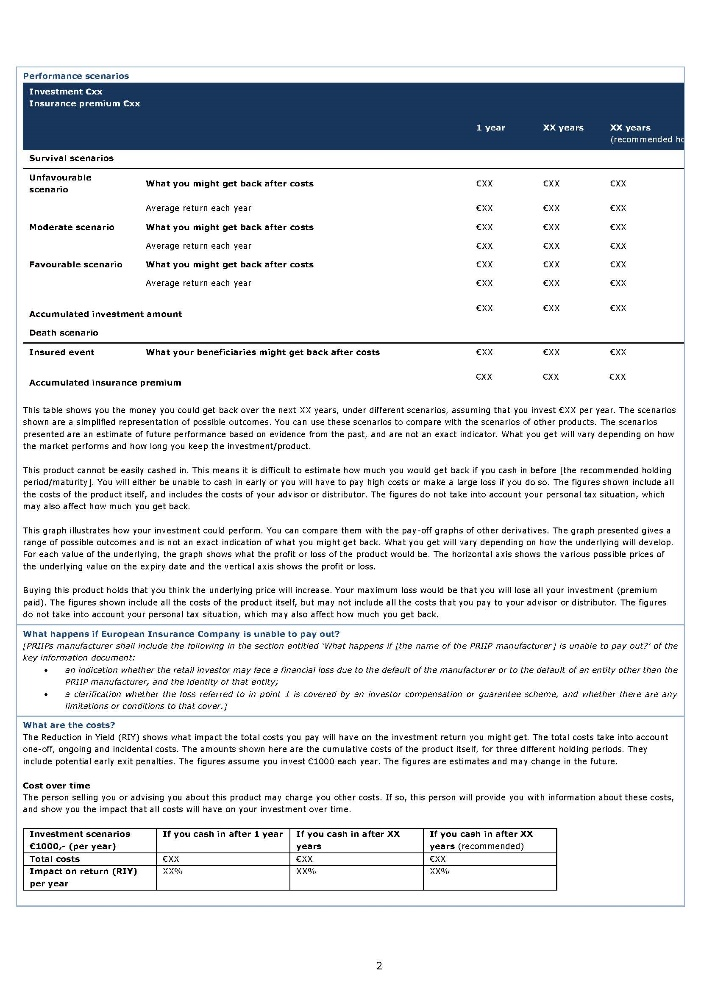 Performance scenarios
Investment €xx
Insurance premium €xx
1 year XX years XX years
(recommended ho
Survival scenarios
Unfavourable scenario What you might get back after costs €XX €XX €XX
Average return each year €XX €XX €XX
Moderate scenario What you might get back after costs €XX €XX €XX
Average return each year €XX €XX €XX
Favourable scenario What you might get back after costs €XX €XX €XX
Average return each year €XX €XX €XX
Accumulated investment amount €XX €XX €XX
Death scenario
Insured event What your beneficiaries might get back after costs €XX €XX €XX
Accumulated insurance premium €XX €XX €XX
This table shows you the money you could get back over the next XX years, under different scenarios, assuming that you invest €XX per year. The scenarios
shown are a simplified representation of possible outcomes. You can use these scenarios to compare with the scenarios of other products. The scenarios
presented are an estimate of future performance based on evidence from the past, and are not an exact indicator. What you get will vary depending on how
the market performs and how long you keep the investment/product.
This product cannot be easily cashed in. This means it is difficult to estimate how much you would get back if you cash in before [the recommended holding
period/maturity]. You will either be unable to cash in early or you will have to pay high costs or make a large loss if you do so. The figures shown include all
the costs of the product itself, and includes the costs of your advisor or distributor. The figures do not take into account your personal tax situation, which
may also affect how much you get back.
This graph illustrates how your investment could perform. You can compare them with the pay-off graphs of other derivatives. The graph presented gives a
range of possible outcomes and is not an exact indication of what you might get back. What you get will vary depending on how the underlying will develop.
For each value of the underlying, the graph shows what the profit or loss of the product would be. The horizontal axis shows the various possible prices of
the underlying value on the expiry date and the vertical axis shows the profit or loss.
Buying this product holds that you think the underlying price will increase. Your maximum loss would be that you will lose all your investment (premium
paid). The figures shown include all the costs of the product itself, but may not include all the costs that you pay to your advisor or distributor. The figures
do not take into account your personal tax situation, which may also affect how much you get back.
What happens if European Insurance Company is unable to pay out?
[PRIIPs manufacturer shall include the following in the section entitled ‘What happens if [the name of the PRIIP manufacturer] is unable to pay out?’ of the
key information document:
• an indication whether the retail investor may face a financial loss due to the default of the manufacturer or to the default of an entity other than the
PRIIP manufacturer, and the identity of that entity;
• a clarification whether the loss referred to in point 1 is covered by an investor compensation or guarantee scheme, and whether there are any
limitations or conditions to that cover.]
What are the costs?
The Reduction in Yield (RIY) shows what impact the total costs you pay will have on the investment return you might get. The total costs take into account
one-off, ongoing and incidental costs. The amounts shown here are the cumulative costs of the product itself, for three different holding periods. They
include potential early exit penalties. The figures assume you invest €1000 each year. The figures are estimates and may change in the future.
Cost over time
The person selling you or advising you about this product may charge you other costs. If so, this person will provide you with information about these costs,
and show you the impact that all costs will have on your investment over time.
Investment scenarios If you cash in after 1 year If you cash in after XX If you cash in after XX
€1000,- (per year) years years (recommended)
Total costs €XX €XX €XX
Impact on return (RIY) XX% XX% XX%
per year
2